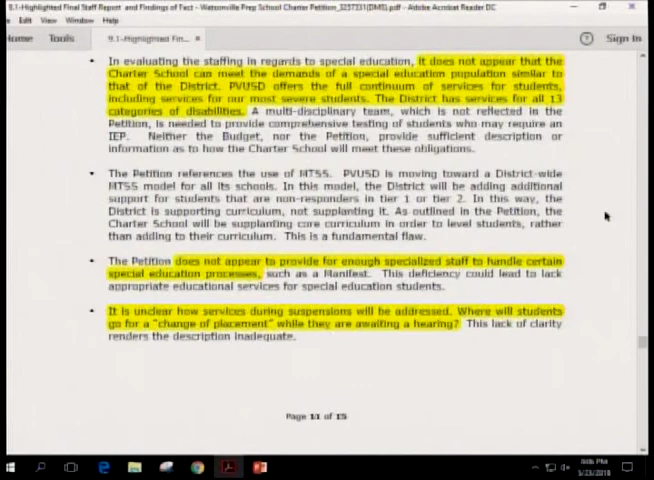 9.1-Highlighted Final Staff Report and Findings of Fact - Watsonville Prep School Charter Petition_3257331(DMS).pdf - Adobe Acrobat Reader DC
Edit View Window Help
Home Tools 9.1-Highlighted Fin... × Sign In
• In evaluating the staffing in regards to special education, it does not appear that the
Charter School can meet the demands of a special education population similar to
that of the District. PVUSD offers the full continuum of services for students,
including services for our most severe students. The District has services for all 13
categories of disabilities. A multi-disciplinary team, which is not reflected in the
Petition, is needed to provide comprehensive testing of students who may require an
IEP. Neither the Budget, nor the Petition, provide sufficient description or
information as to how the Charter School will meet these obligations.
• The Petition references the use of MTSS. PVUSD is moving toward a District-wide
MTSS model for all its schools. In this model, the District will be adding additional
support for students that are non-responders in tier 1 or tier 2. In this way, the
District is supporting curriculum, not supplanting it. As outlined in the Petition, the
Charter School will be supplanting core curriculum in order to level students, rather
than adding to their curriculum. This is a fundamental flaw.
• The Petition does not appear to provide for enough specialized staff to handle certain
special education processes, such as a Manifest. This deficiency could lead to lack
appropriate educational services for special education students.
• It is unclear how services during suspensions will be addressed. Where will students
go for a "change of placement" while they are awaiting a hearing? This lack of clarity
renders the description inadequate.
Page 11 of 15
PM
5/23/2018